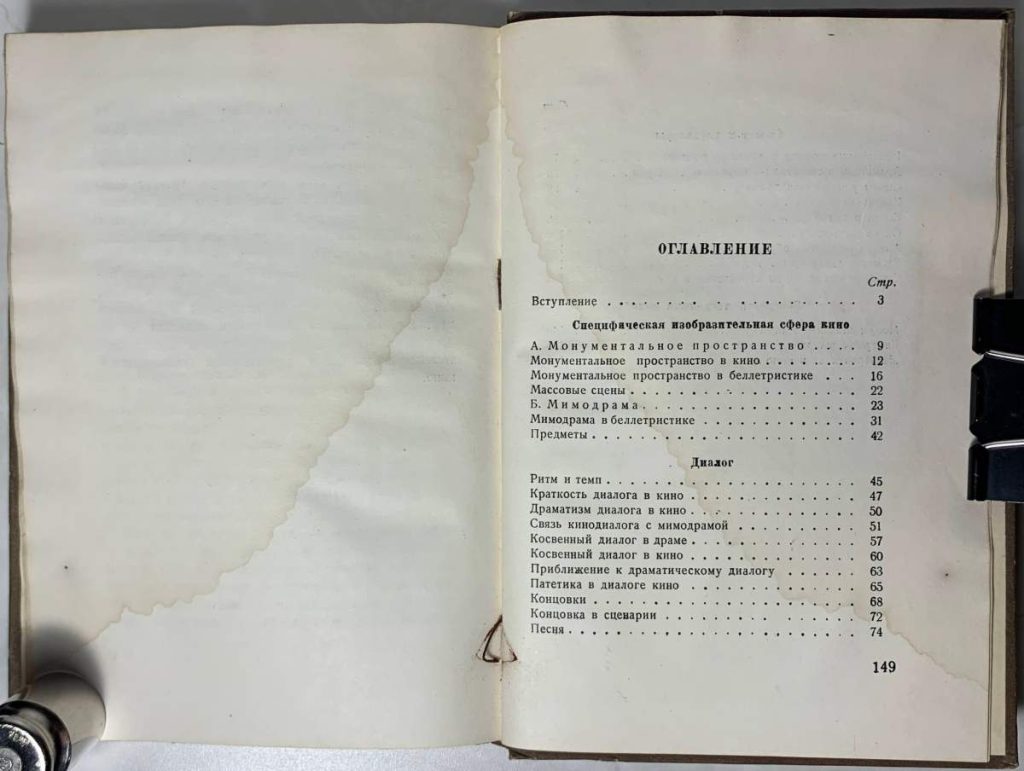 ОГЛАВЛЕНИЕ
Стр.
Вступление . . . . . . . . . . . . . . . . 3
Специфическая изобразительная сфера кино
А. Монументальное пространство . . . . 9
Монументальное пространство в кино . . . . . . . . 12
Монументальное пространство в беллетристике . . . 16
Массовые сцены . . . . . . . . . . . . . . . . . 22
Б. Мимодрама . . . . . . . . . . . . . . . . 23
Мимодрама в беллетристике . . . . . . . . . . . . 31
Предметы . . . . . . . . . . . . . . . . . . . 42
Диалог
Ритм и темп . . . . . . . . . . . . . . . . . . 45
Краткость диалога в кино . . . . . . . . . . . . . 47
Драматизм диалога в кино . . . . . . . . . . . . . 50
Связь кинодиалога с мимодрамой . . . . . . . . . . 51
Косвенный диалог в драме . . . . . . . . . . . . . 57
Косвенный диалог в кино . . . . . . . . . . . . . 60
Приближение к драматическому диалогу . . . . . . 63
Патетика в диалоге кино . . . . . . . . . . . . . 65
Концовки . . . . . . . . . . . . . . . . . . . 68
Концовка в сценарии . . . . . . . . . . . . . . . 72
Песня . . . . . . . . . . . . . . . . . . . . 74
149